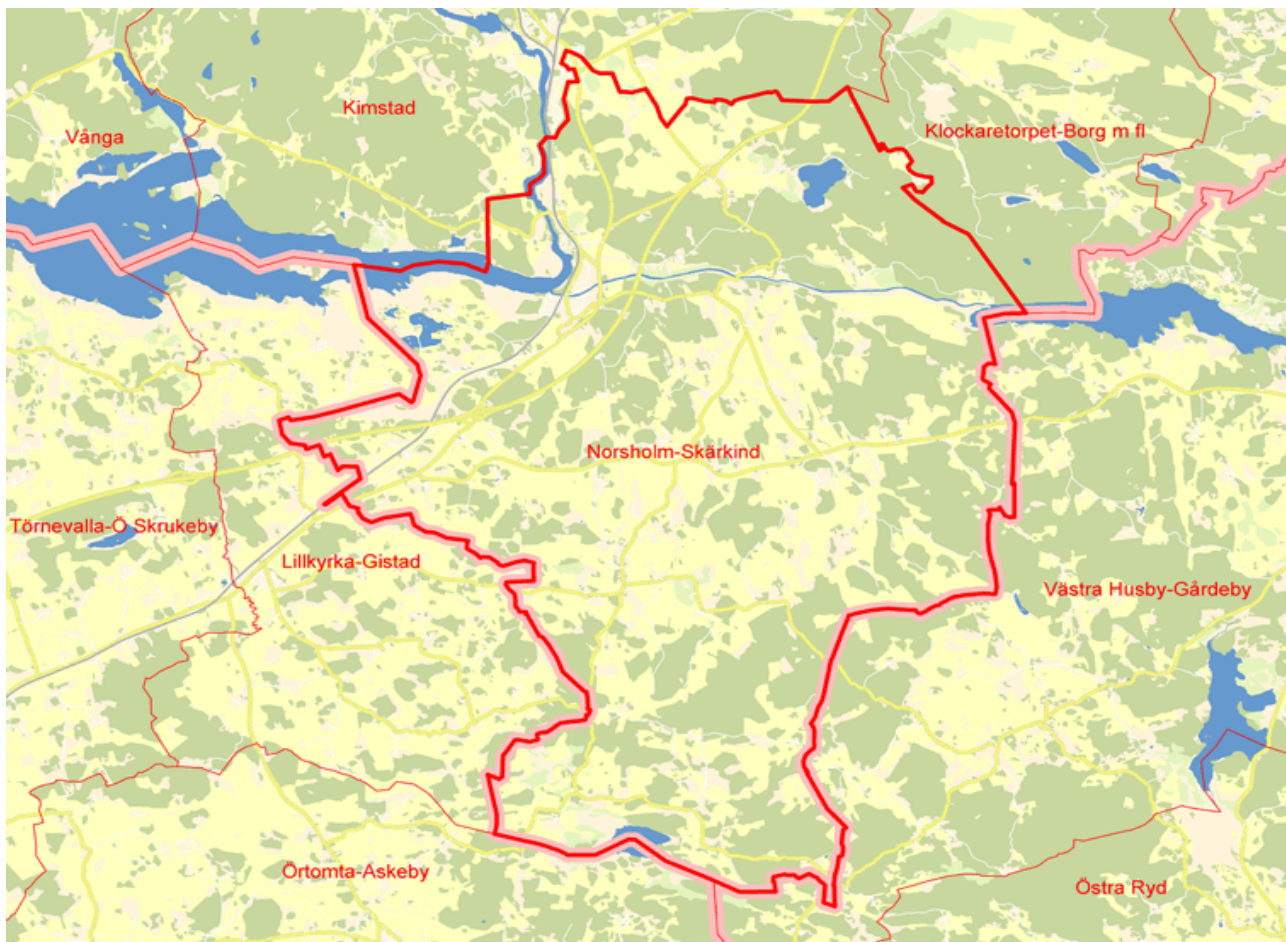 Kimstad
Vånga
Klockaretorpet-Borg m fl
Norsholm-Skärkind
Törnevalla-Ö Skrukeby
Lillkyrka-Gistad
Västra Husby-Gårdeby
Örtomta-Askeby
Östra Ryd